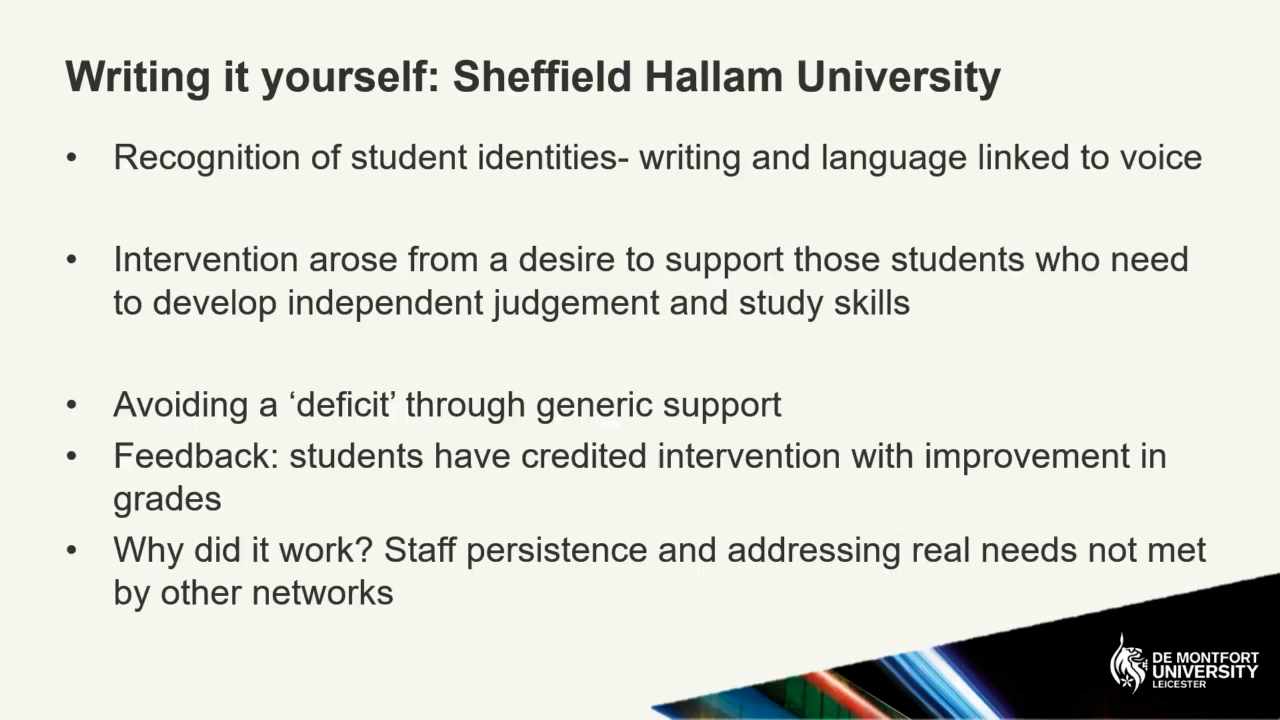 Writing it yourself: Sheffield Hallam University
• Recognition of student identities- writing and language linked to voice
• Intervention arose from a desire to support those students who need
to develop independent judgement and study skills
• Avoiding a ‘deficit’ through generic support
• Feedback: students have credited intervention with improvement in
grades
• Why did it work? Staff persistence and addressing real needs not met
by other networks
DE MONTFORT
UNIVERSITY
LEICESTER